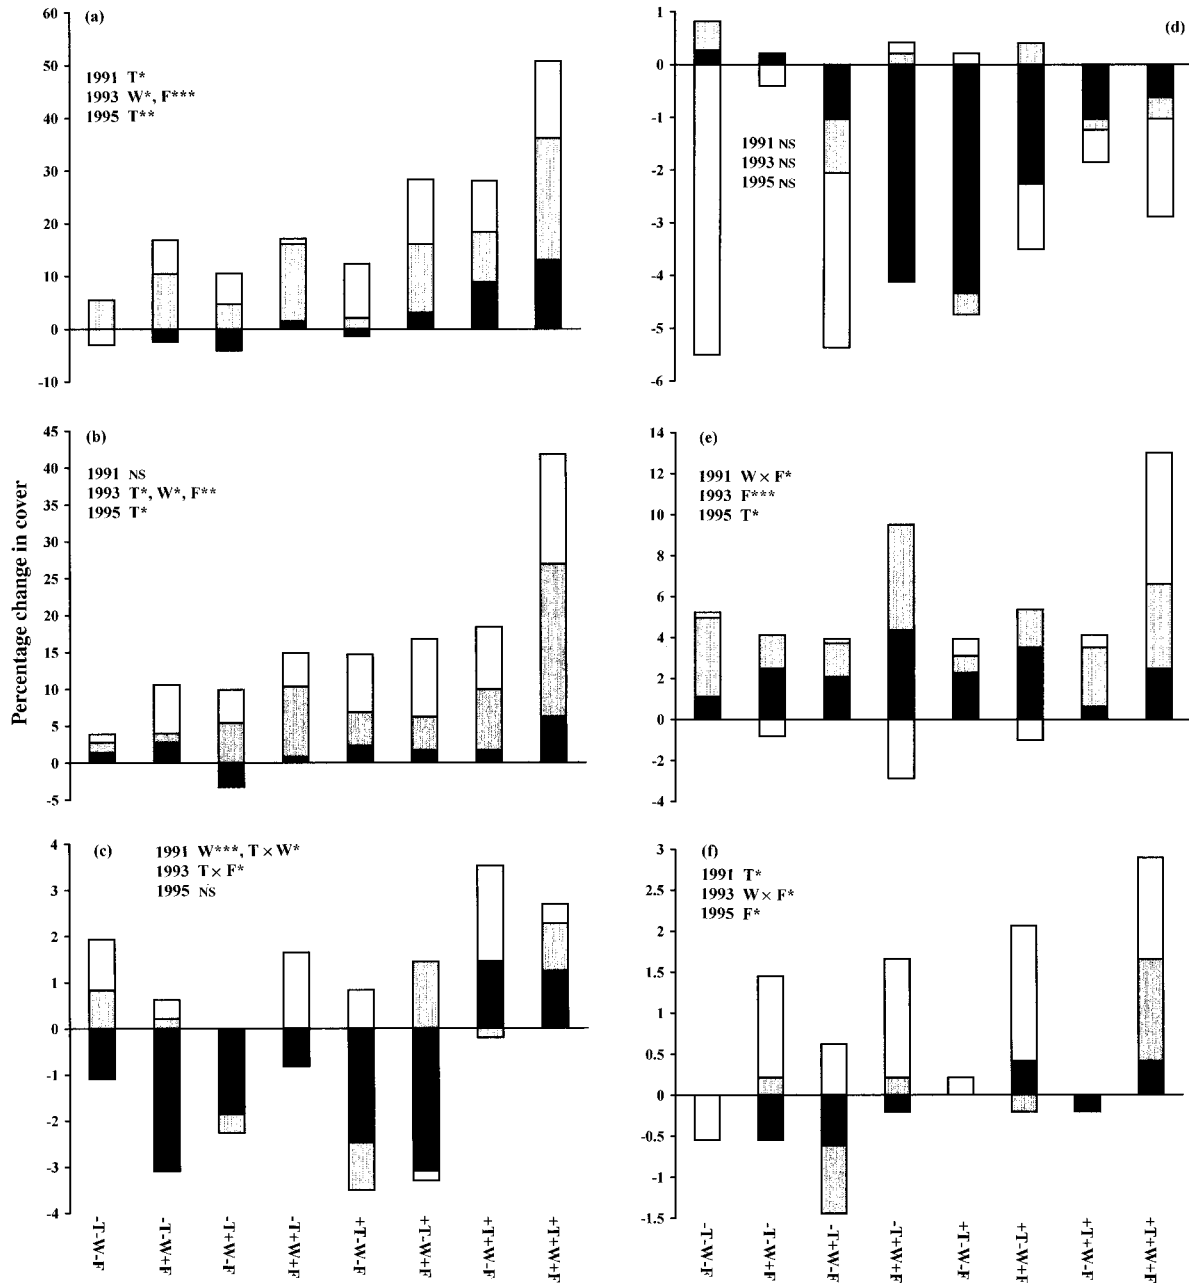 Percentage change in cover
(a)
1991 T*
1993 W*, F***
1995 T**
60
50
40
30
20
10
0
-10
(d)
1991 NS
1993 NS
1995 NS
1
0
-1
-2
-3
-4
-5
-6
(b)
1991 NS
1993 T*, W*, F**
1995 T*
45
40
35
30
25
20
15
10
5
0
-5
(e)
1991 W × F*
1993 F***
1995 T*
14
12
10
8
6
4
2
0
-2
-4
(c)
1991 W***, T × W*
1993 T × F*
1995 NS
4
3
2
1
0
-1
-2
-3
-4
-T-W-F
-T-W+F
-T+W-F
-T+W+F
+T-W-F
+T-W+F
+T+W-F
+T+W+F
(f)
1991 T*
1993 W × F*
1995 F*
3
2.5
2
1.5
1
0.5
0
-0.5
-1
-1.5
-T-W-F
-T-W+F
-T+W-F
-T+W+F
+T-W-F
+T-W+F
+T+W-F
+T+W+F